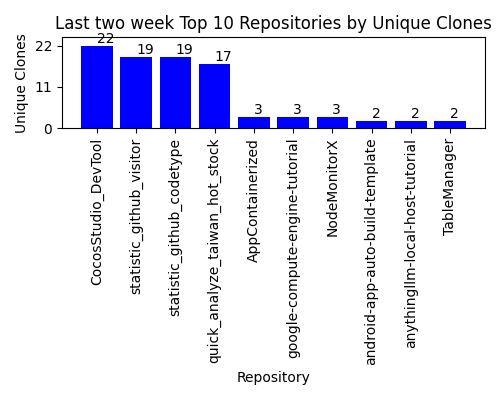 Last two week Top 10 Repositories by Unique Clones
Unique Clones
22
11
0
22
19
19
17
3
3
3
2
2
2
CocosStudio_DevTool
statistic_github_visitor
statistic_github_codetype
quick_analyze_taiwan_hot_stock
AppContainerized
google-compute-engine-tutorial
NodeMonitorX
android-app-auto-build-template
anythingllm-local-host-tutorial
TableManager
Repository